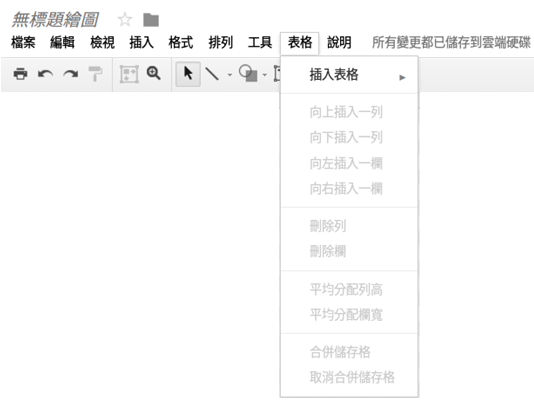 無標題繪圖
檔案 編輯 檢視 插入 格式 排列 工具 表格 說明 所有變更都已儲存到雲端硬碟
插入表格
向上插入一列
向下插入一列
向左插入一欄
向右插入一欄
刪除列
刪除欄
平均分配列高
平均分配欄寬
合併儲存格
取消合併儲存格